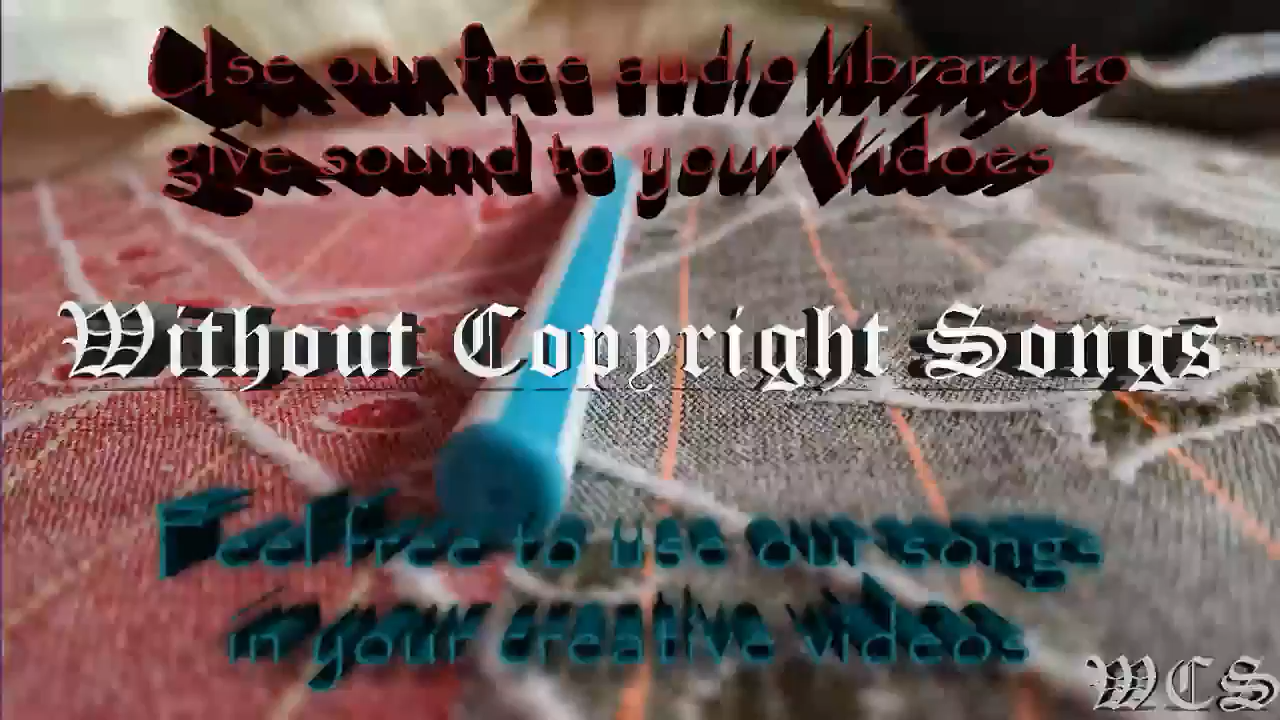 Use our free audio library to
give sound to your Vidoes
Without Copyright Songs
Feel free to use our songs
in your creative videos
WCS